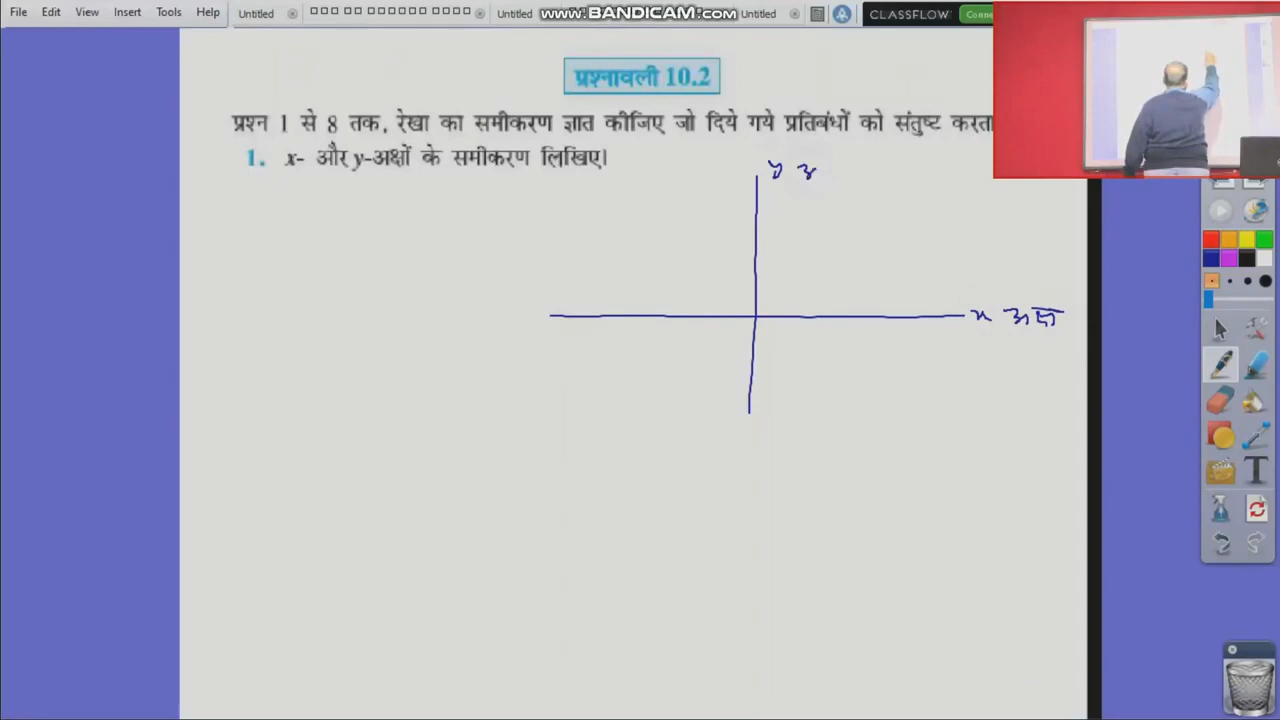 File Edit View Insert Tools Help Untitled Untitled www.BANDICAM.com Untitled CLASSFLOW Conne
प्रश्नावली 10.2
प्रश्न 1 से 8 तक, रेखा का समीकरण ज्ञात कीजिए जो दिये गये प्रतिबंधों को संतुष्ट करता
1. x- और y-अक्षों के समीकरण लिखिए।
y
x अक्ष
T